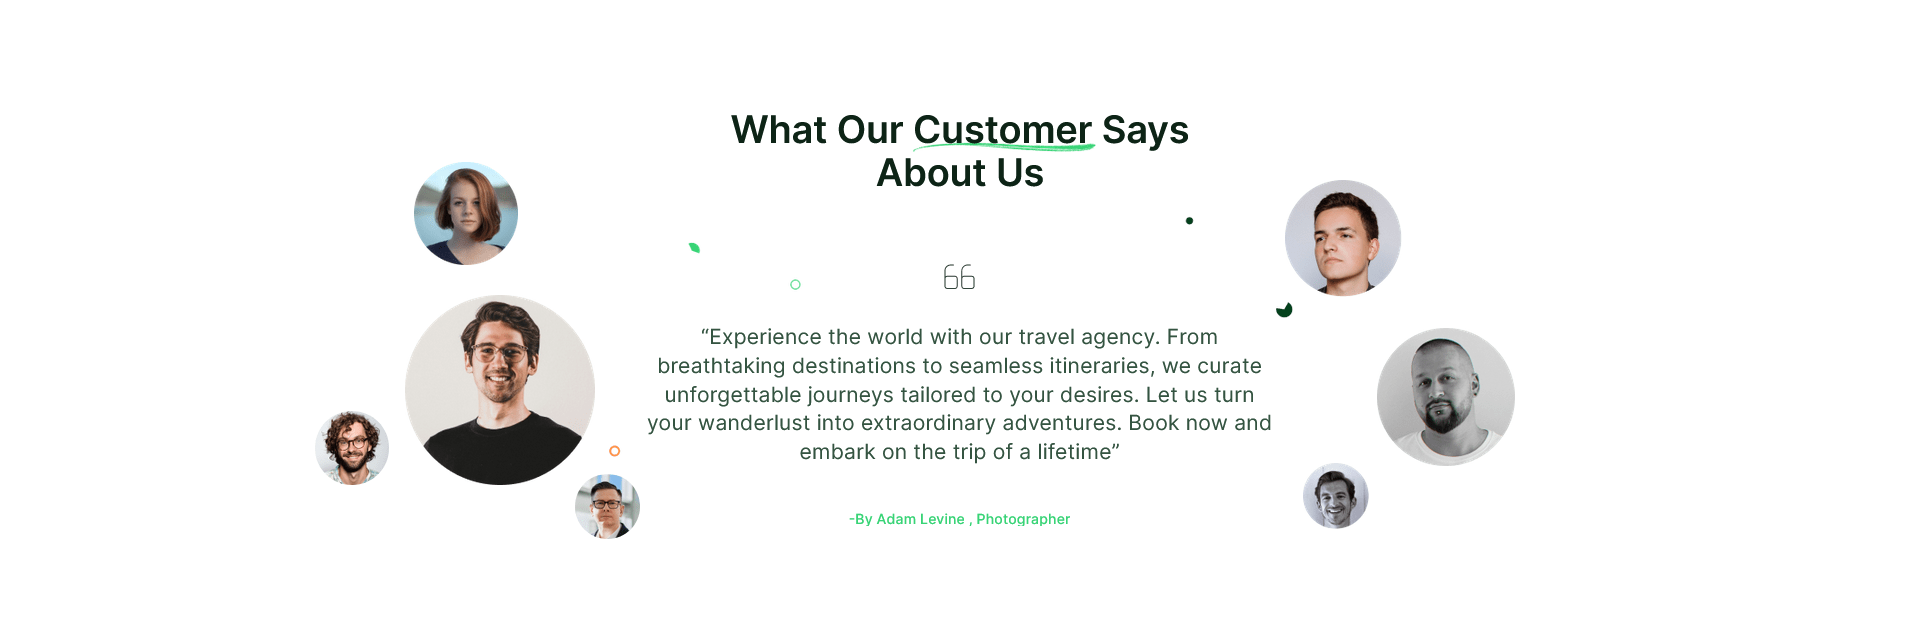 What Our Customer Says
About Us
“Experience the world with our travel agency. From
breathtaking destinations to seamless itineraries, we curate
unforgettable journeys tailored to your desires. Let us turn
your wanderlust into extraordinary adventures. Book now and
embark on the trip of a lifetime”
-By Adam Levine , Photographer